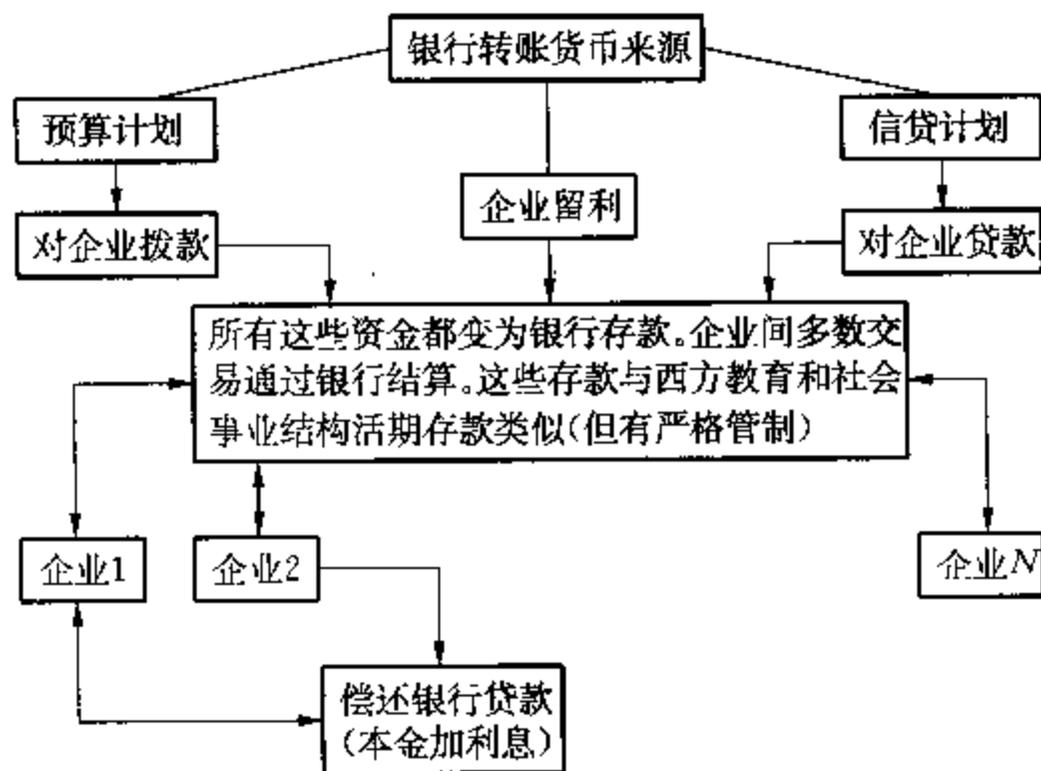 银行转账货币来源
预算计划
信贷计划
企业留利
对企业拨款
对企业贷款
所有这些资金都变为银行存款。企业间多数交
易通过银行结算。这些存款与西方教育和社会
事业结构活期存款类似(但有严格管制)
企业1
企业2
企业N
偿还银行贷款
(本金加利息)